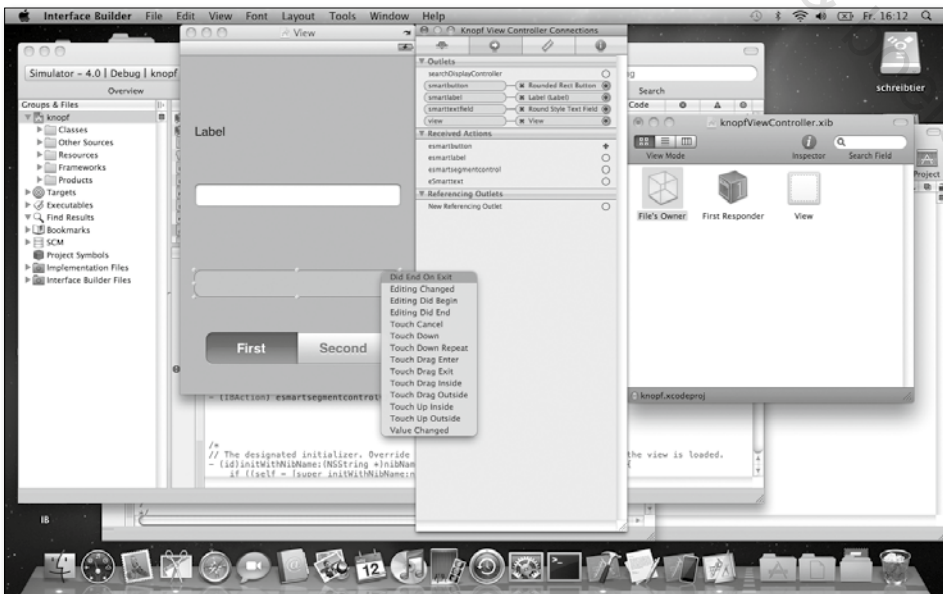 Interface Builder File Edit View Font Layout Tools Window Help
Fr. 16:12
View
Knopf View Controller Connections
schreibtier
Simulator - 4.0 | Debug | knopf
Overview
Search
Groups & Files
Code
knopf
Classes
Other Sources
Resources
Frameworks
Products
Targets
Executables
Find Results
Bookmarks
SCM
Project Symbols
Implementation Files
Interface Builder Files
Label
First
Second
Outlets
searchDisplayController
smartbutton Rounded Rect Button
smartlabel Label (Label)
smarttextfield Round Style Text Field
view View
Received Actions
esmartbutton
esmartlabel
esmartsegmentcontrol
eSmarttext
Referencing Outlets
New Referencing Outlet
Did End On Exit
Editing Changed
Editing Did Begin
Editing Did End
Touch Cancel
Touch Down
Touch Down Repeat
Touch Drag Enter
Touch Drag Exit
Touch Drag Inside
Touch Drag Outside
Touch Up Inside
Touch Up Outside
Value Changed
knopfViewController.xib
View Mode
Inspector
Search Field
Project
File's Owner
First Responder
View
knopf.xcodeproj
- (IBAction) esmartsegmentcontrol
/*
// The designated initializer. Override
the view is loaded.
- (id)initWithNibName:(NSString *)nibNam
{
if ((self = [super initWithNibName:n
*/
IB
12